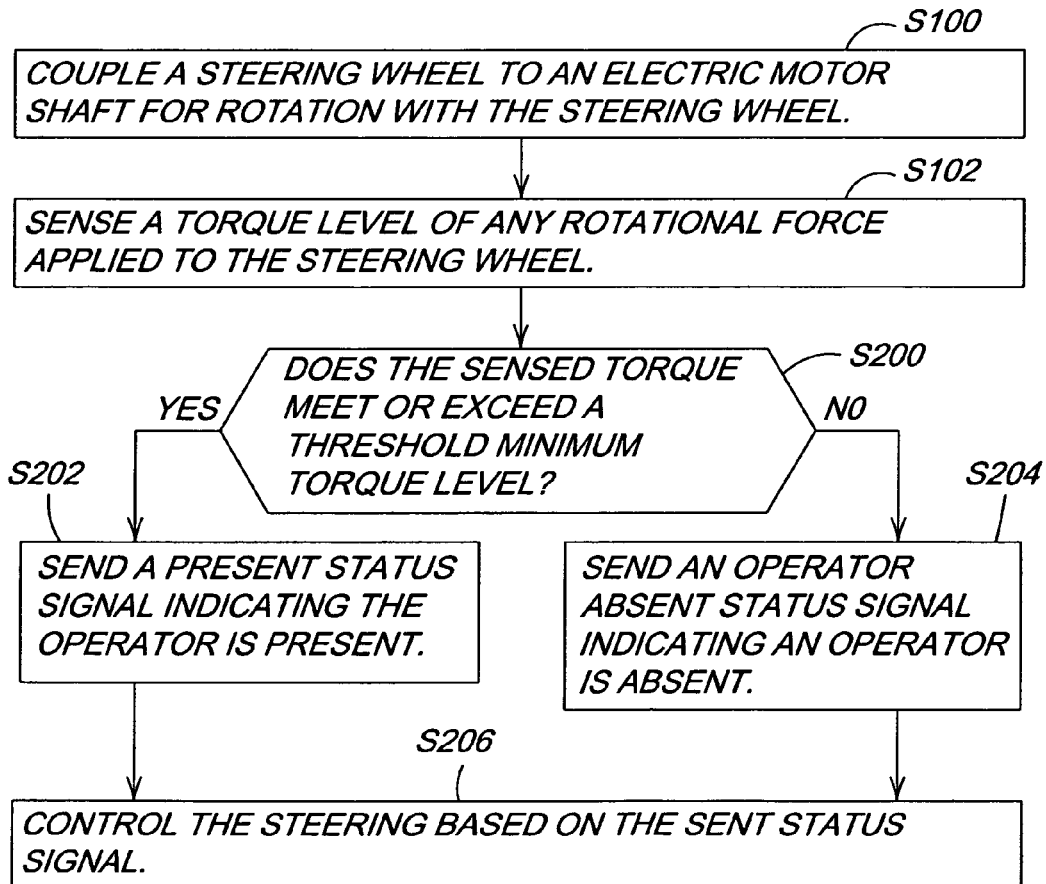 S100
COUPLE A STEERING WHEEL TO AN ELECTRIC MOTOR
SHAFT FOR ROTATION WITH THE STEERING WHEEL.
S102
SENSE A TORQUE LEVEL OF ANY ROTATIONAL FORCE
APPLIED TO THE STEERING WHEEL.
S200
DOES THE SENSED TORQUE
MEET OR EXCEED A
THRESHOLD MINIMUM
TORQUE LEVEL?
YES
NO
S202
SEND A PRESENT STATUS
SIGNAL INDICATING THE
OPERATOR IS PRESENT.
S204
SEND AN OPERATOR
ABSENT STATUS SIGNAL
INDICATING AN OPERATOR
IS ABSENT.
S206
CONTROL THE STEERING BASED ON THE SENT STATUS
SIGNAL.